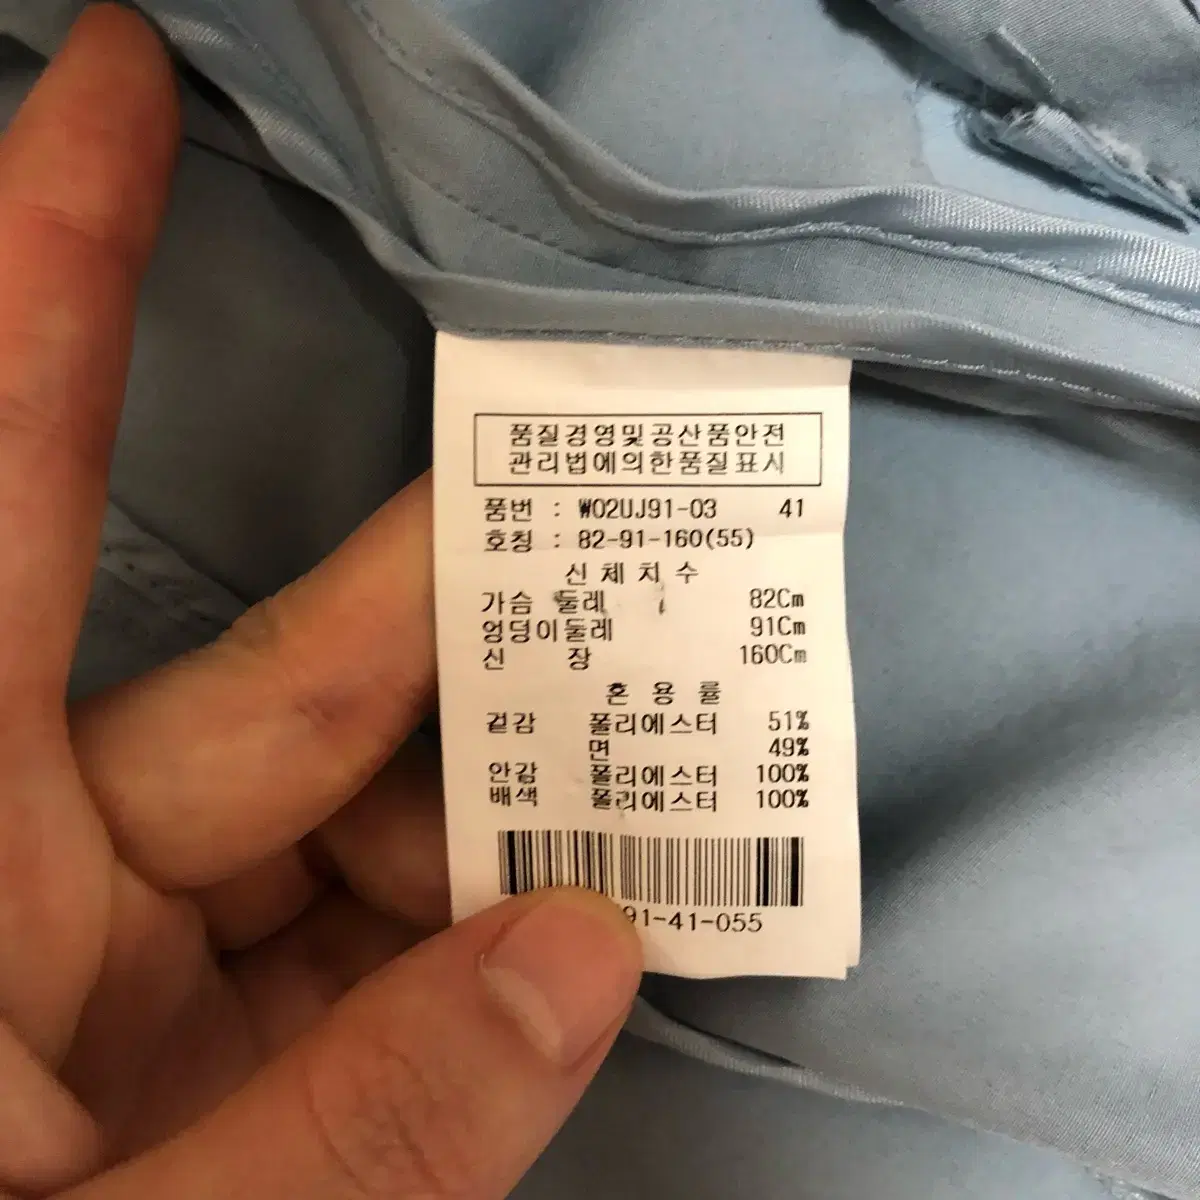 품질경영및공산품안전
관리법에의한품질표시
품번 : W02UJ91-03 41
호칭 : 82-91-160(55)
신체치수
가슴둘레 82Cm
엉덩이둘레 91Cm
신장 160Cm
혼용률
겉감 폴리에스터 51%
면 49%
안감 폴리에스터 100%
배색 폴리에스터 100%
91-41-055